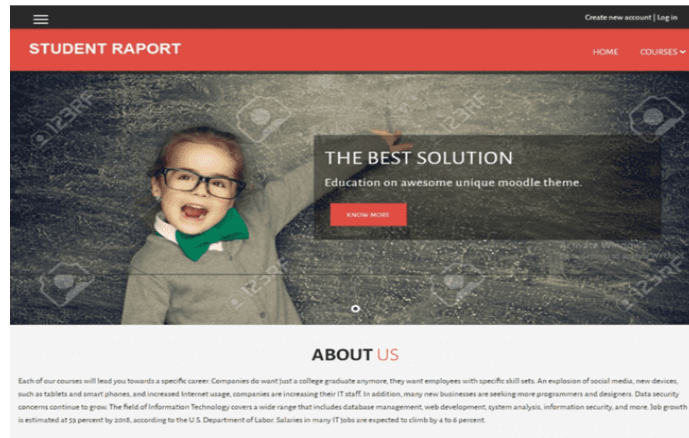 Create new account | Log in
STUDENT RAPORT
HOME COURSES
123RF
123RF
THE BEST SOLUTION
Education on awesome unique moodle theme.
KNOW MORE
Activate Windows
123RF
123RF
ABOUT US
Each of our courses will lead you towards a specific career. Companies do want just a college graduate anymore, they want employees with specific skill sets. An explosion of social media, new devices,
such as tablets and smart phones, and increased Internet usage, companies are increasing their IT staff. In addition, many new businesses are seeking more programmers and designers. Data security
concerns continue to grow. The field of Information Technology covers a wide range that includes database management, web development, system analysis, information security, and more. Job growth
is estimated at 53 percent by 2018, according to the U.S. Department of Labor. Salaries in many IT jobs are expected to climb by 4 to 6 percent.